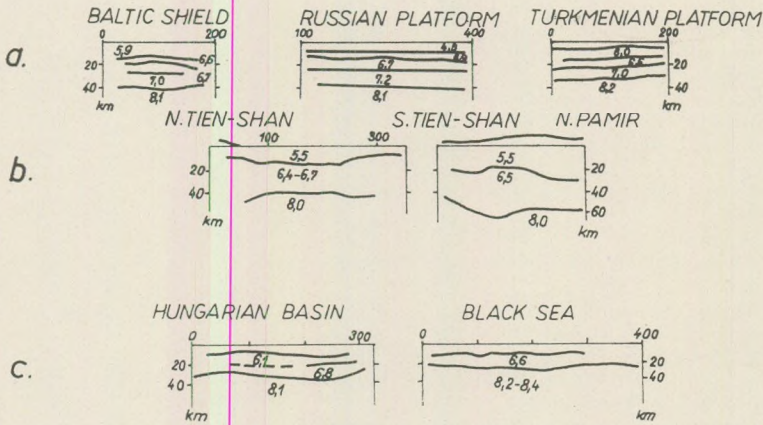 BALTIC SHIELD RUSSIAN PLATFORM TURKMENIAN PLATFORM
0 200 100 400 0 200
a.
5,9 6,6
20 6,7 6,0 6,5 20
7,0 6,7 7,2 7,0
40 8,1 8,1 8,2 40
km km
N.TIEN-SHAN S.TIEN-SHAN N.PAMIR
100 300
b.
5,5 5,5
20 6,4-6,7 6,5 20
40 40
8,0 8,0 60
km km
HUNGARIAN BASIN BLACK SEA
0 300 0 400
c.
6,1 6,6
20 6,8 20
40 8,1 8,2-8,4 40
km km